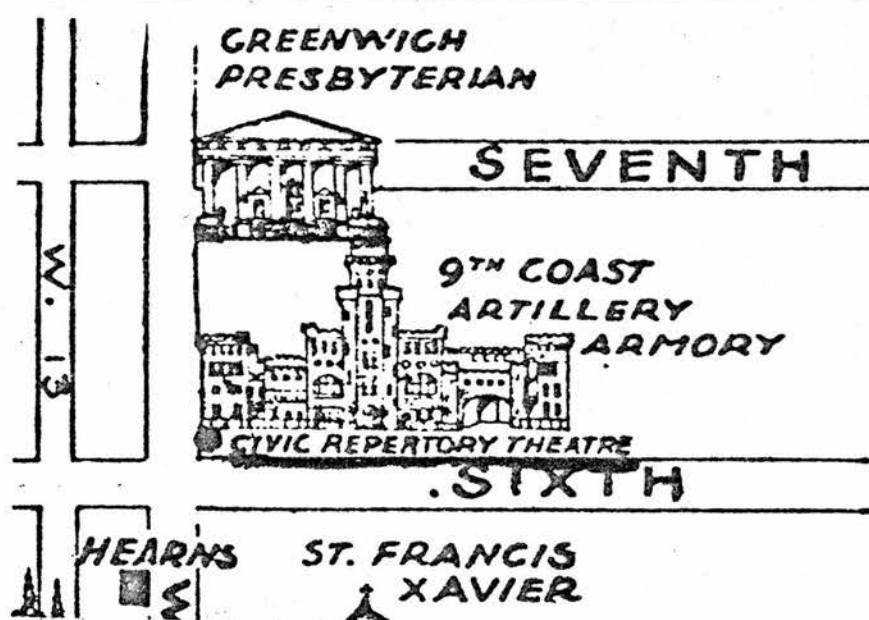 GREENWICH
PRESBYTERIAN
SEVENTH
W. 13
9TH COAST
ARTILLERY
ARMORY
CIVIC REPERTORY THEATRE
SIXTH
HEARNS
ST. FRANCIS
XAVIER
W